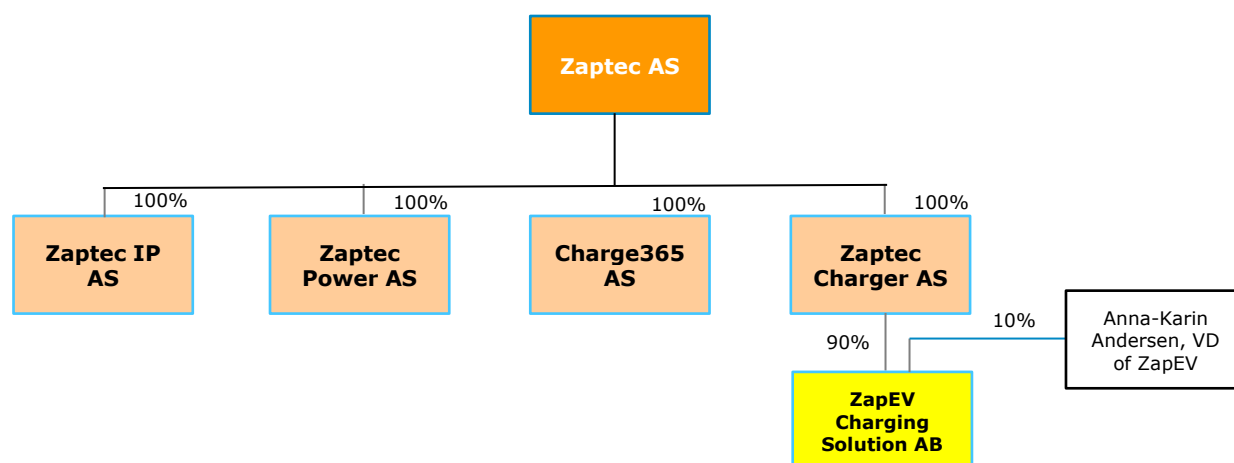 Zaptec AS
100%
100%
100%
100%
Zaptec IP
AS
Zaptec
Power AS
Charge365
AS
Zaptec
Charger AS
90%
10%
Anna-Karin
Andersen, VD
of ZapEV
ZapEV
Charging
Solution AB